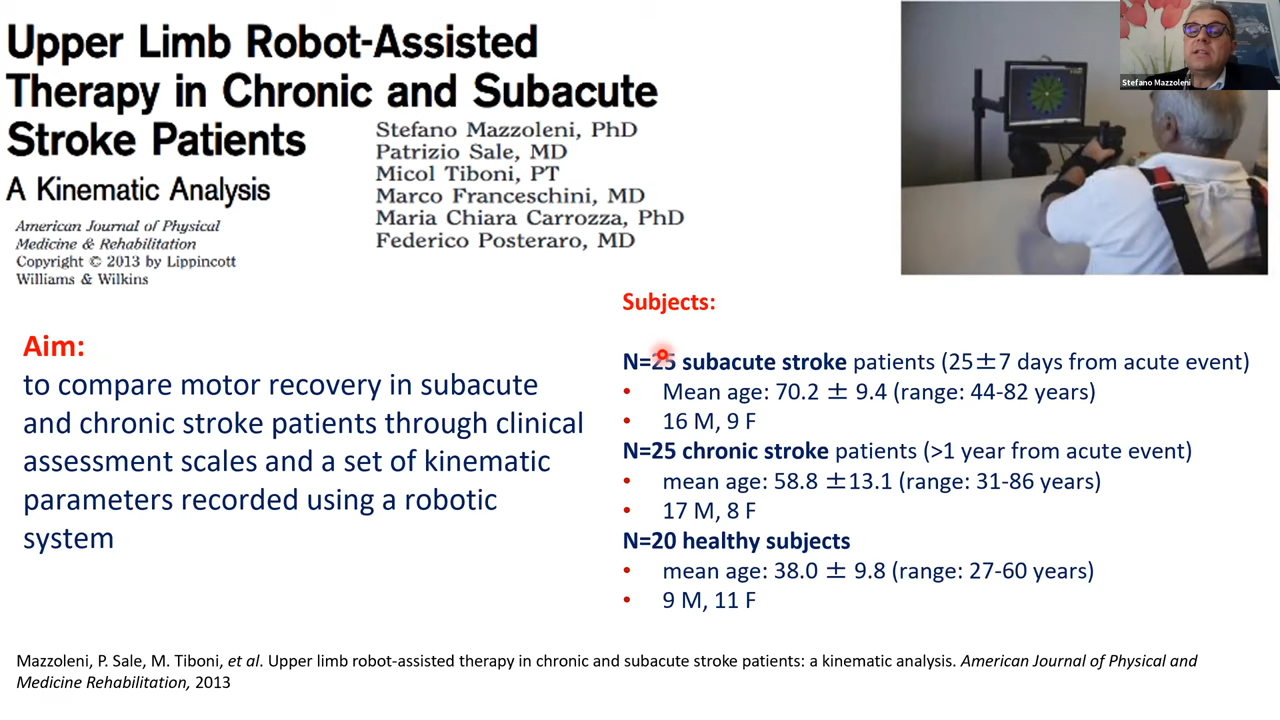 Upper Limb Robot-Assisted
Therapy in Chronic and Subacute
Stroke Patients
A Kinematic Analysis
American Journal of Physical
Medicine & Rehabilitation
Copyright © 2013 by Lippincott
Williams & Wilkins
Stefano Mazzoleni, PhD
Patrizio Sale, MD
Micol Tiboni, PT
Marco Franceschini, MD
Maria Chiara Carrozza, PhD
Federico Posteraro, MD
Stefano Mazzoleni
Aim:
to compare motor recovery in subacute
and chronic stroke patients through clinical
assessment scales and a set of kinematic
parameters recorded using a robotic
system
Subjects:
N=25 subacute stroke patients (25±7 days from acute event)
• Mean age: 70.2 ± 9.4 (range: 44-82 years)
• 16 M, 9 F
N=25 chronic stroke patients (>1 year from acute event)
• mean age: 58.8 ±13.1 (range: 31-86 years)
• 17 M, 8 F
N=20 healthy subjects
• mean age: 38.0 ± 9.8 (range: 27-60 years)
• 9 M, 11 F
Mazzoleni, P. Sale, M. Tiboni, et al. Upper limb robot-assisted therapy in chronic and subacute stroke patients: a kinematic analysis. American Journal of Physical and
Medicine Rehabilitation, 2013